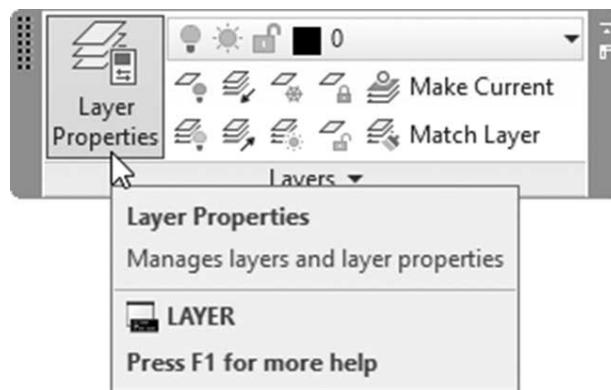 0
Layer
Properties
Make Current
Match Layer
Layers
Layer Properties
Manages layers and layer properties
LAYER
Press F1 for more help